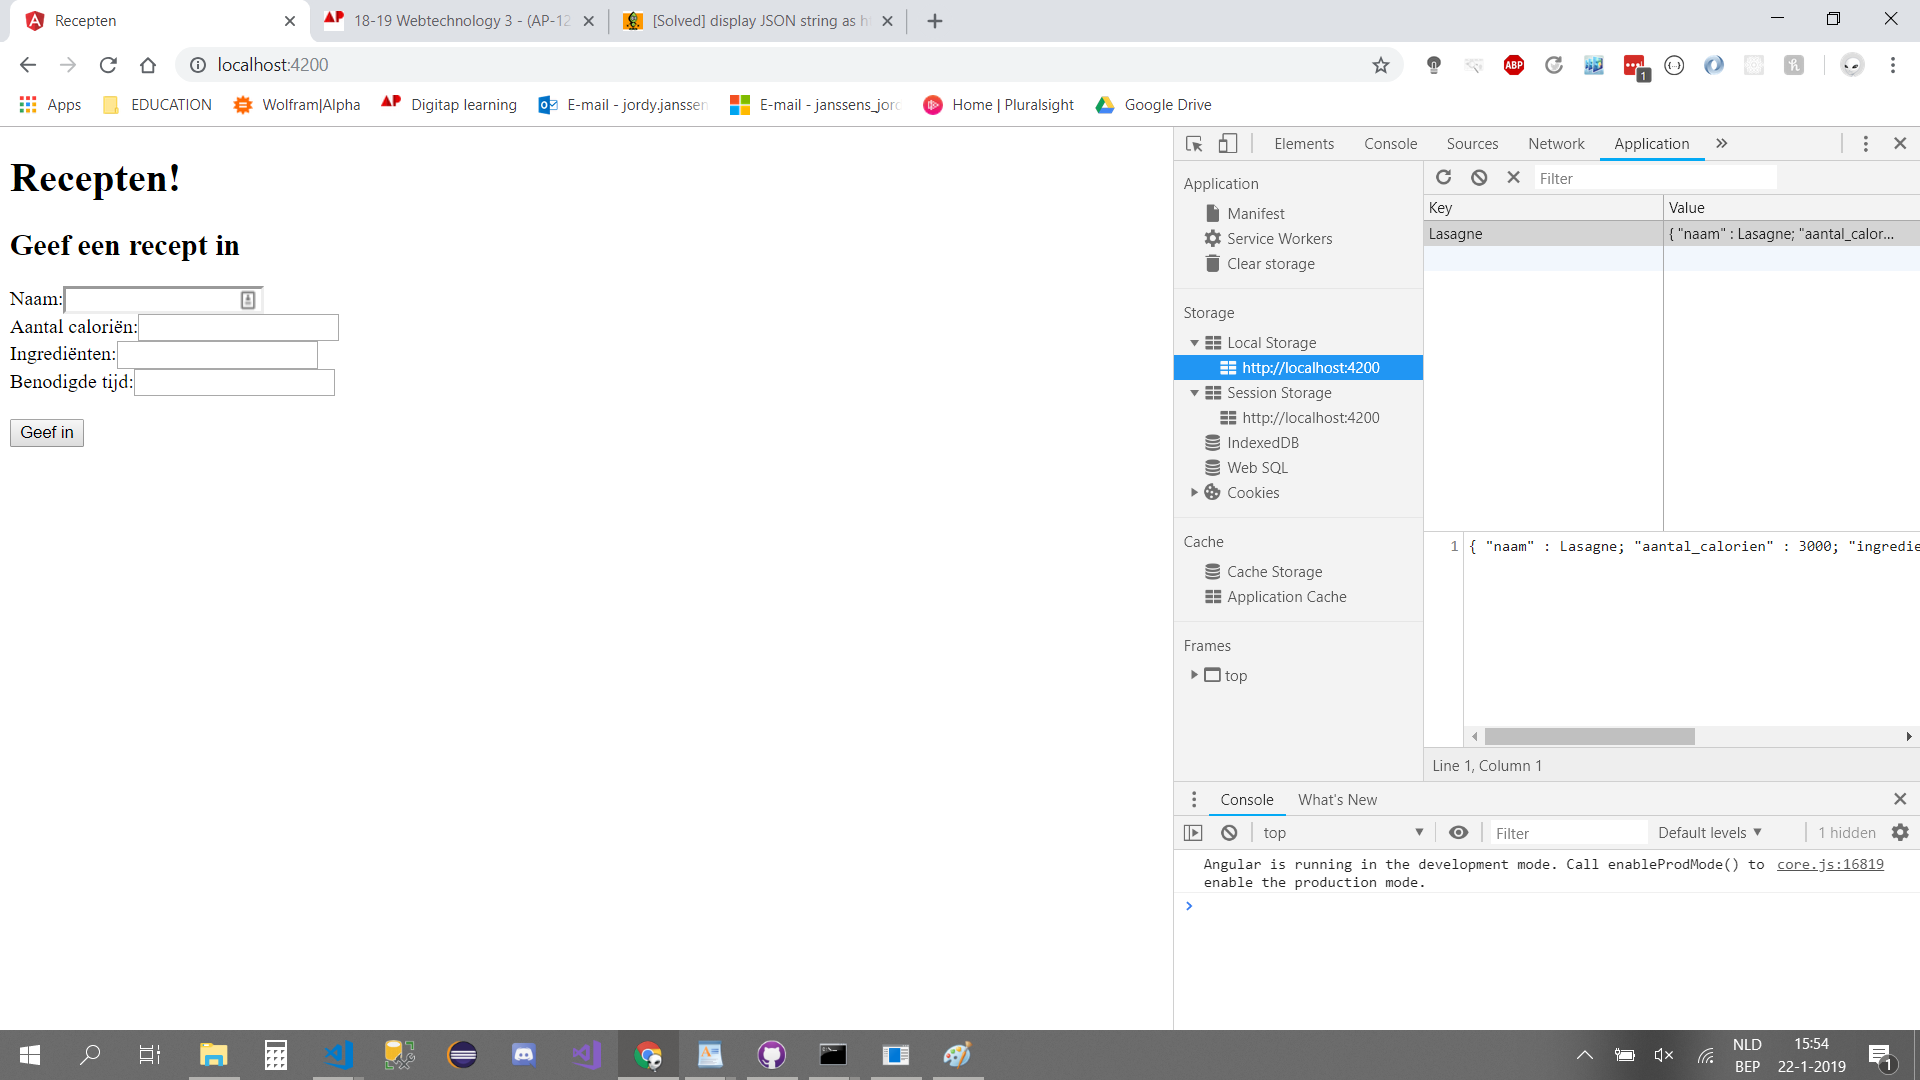 Recepten
18-19 Webtechnology 3 - (AP-12
[Solved] display JSON string as h
localhost:4200
ABP
1
Apps
EDUCATION
Wolfram|Alpha
AP
Digitap learning
E-mail - jordy.janssen
E-mail - janssens_jor
Home | Pluralsight
Google Drive
Recepten!
Geef een recept in
Naam:
Aantal caloriën:
Ingrediënten:
Benodigde tijd:
Geef in
Elements
Console
Sources
Network
Application
Application
Manifest
Service Workers
Clear storage
Storage
Local Storage
http://localhost:4200
Session Storage
http://localhost:4200
IndexedDB
Web SQL
Cookies
Cache
Cache Storage
Application Cache
Frames
top
Filter
Key
Value
Lasagne
{ "naam" : Lasagne; "aantal_calor...
1 { "naam" : Lasagne; "aantal_calorien" : 3000; "ingredie
Line 1, Column 1
Console
What's New
top
Filter
Default levels
1 hidden
Angular is running in the development mode. Call enableProdMode() to core.js:16819
enable the production mode.
NLD
BEP
15:54
22-1-2019
1